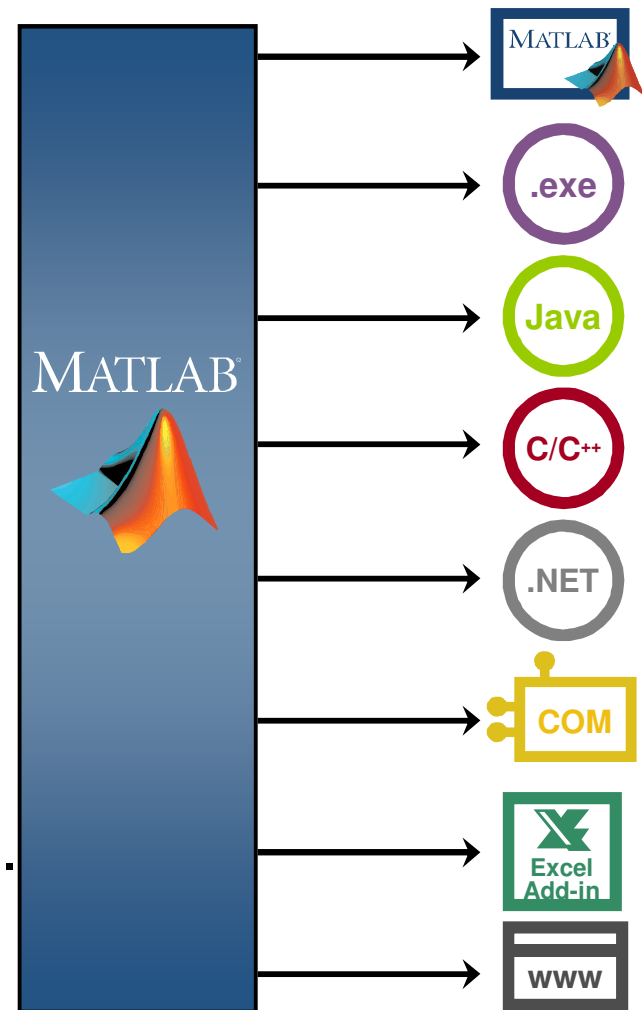 MATLAB®
MATLAB
.exe
Java
C/C++
.NET
COM
Excel
Add-in
www